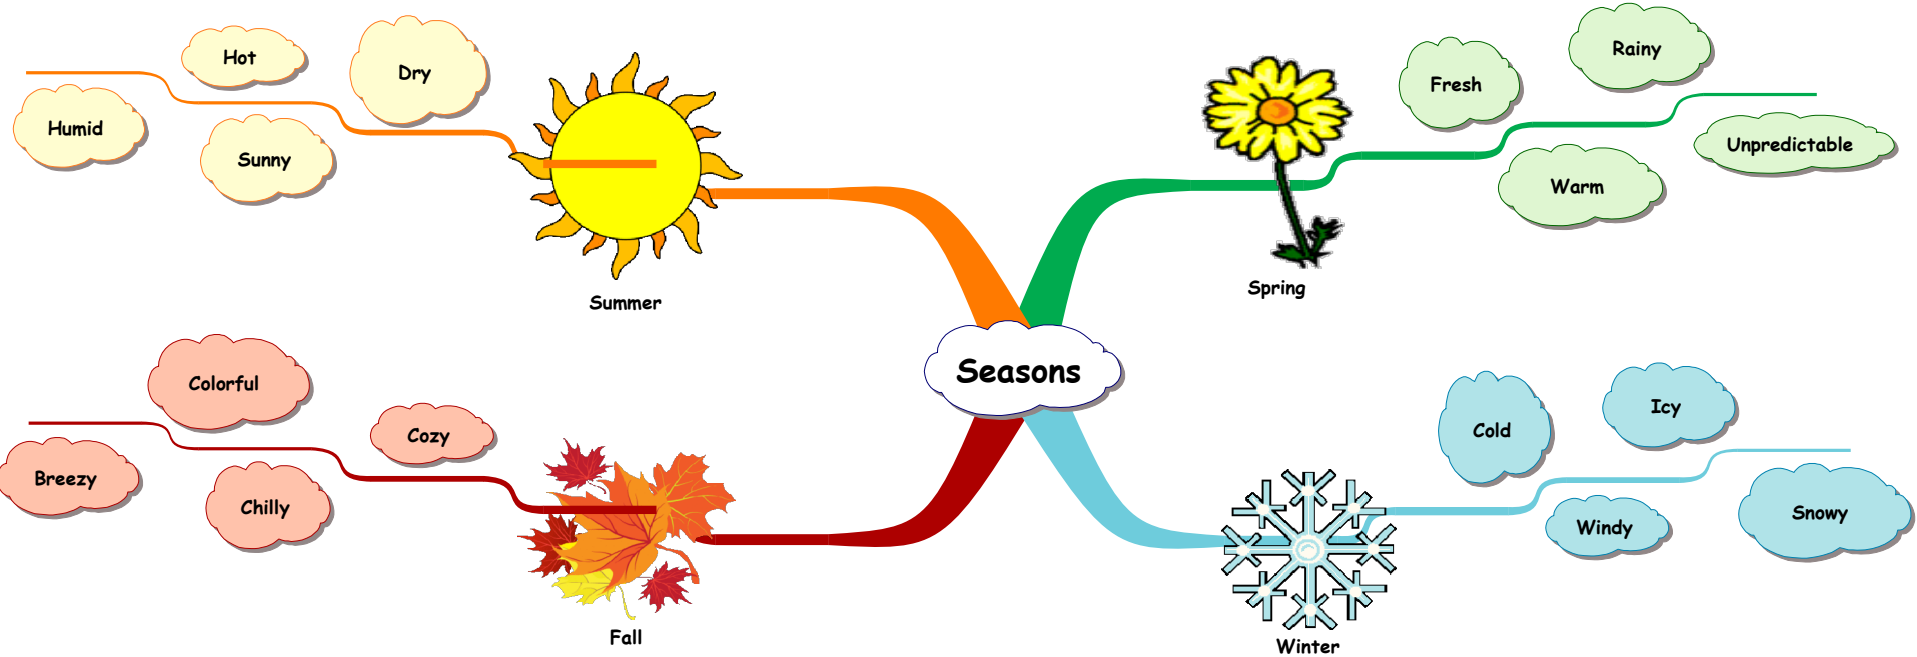 Hot
Dry
Humid
Sunny
Summer
Fresh
Rainy
Unpredictable
Warm
Spring
Seasons
Colorful
Cozy
Breezy
Chilly
Fall
Cold
Icy
Windy
Snowy
Winter